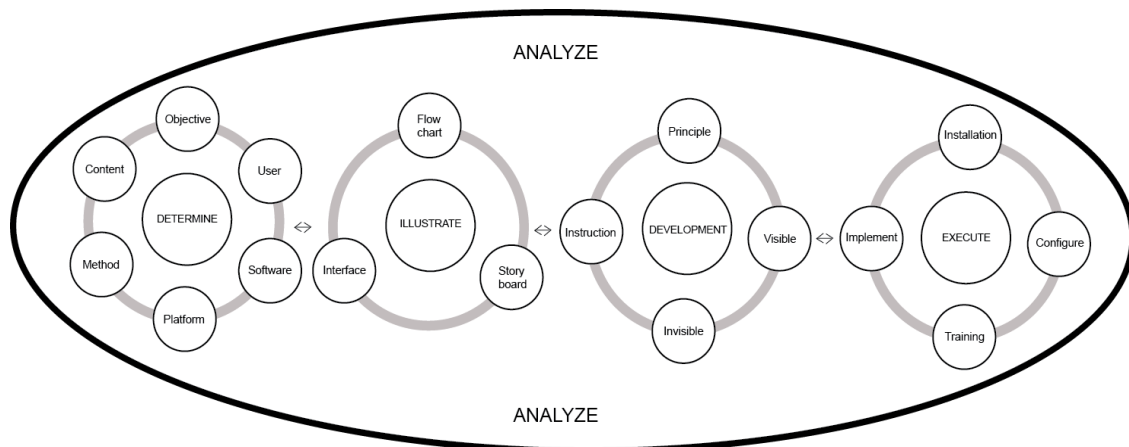 ANALYZE
Objective
Content
User
DETERMINE
Method
Software
Platform
Flow
chart
ILLUSTRATE
Interface
Story
board
Principle
Instruction
DEVELOPMENT
Visible
Invisible
Installation
Implement
EXECUTE
Configure
Training
ANALYZE